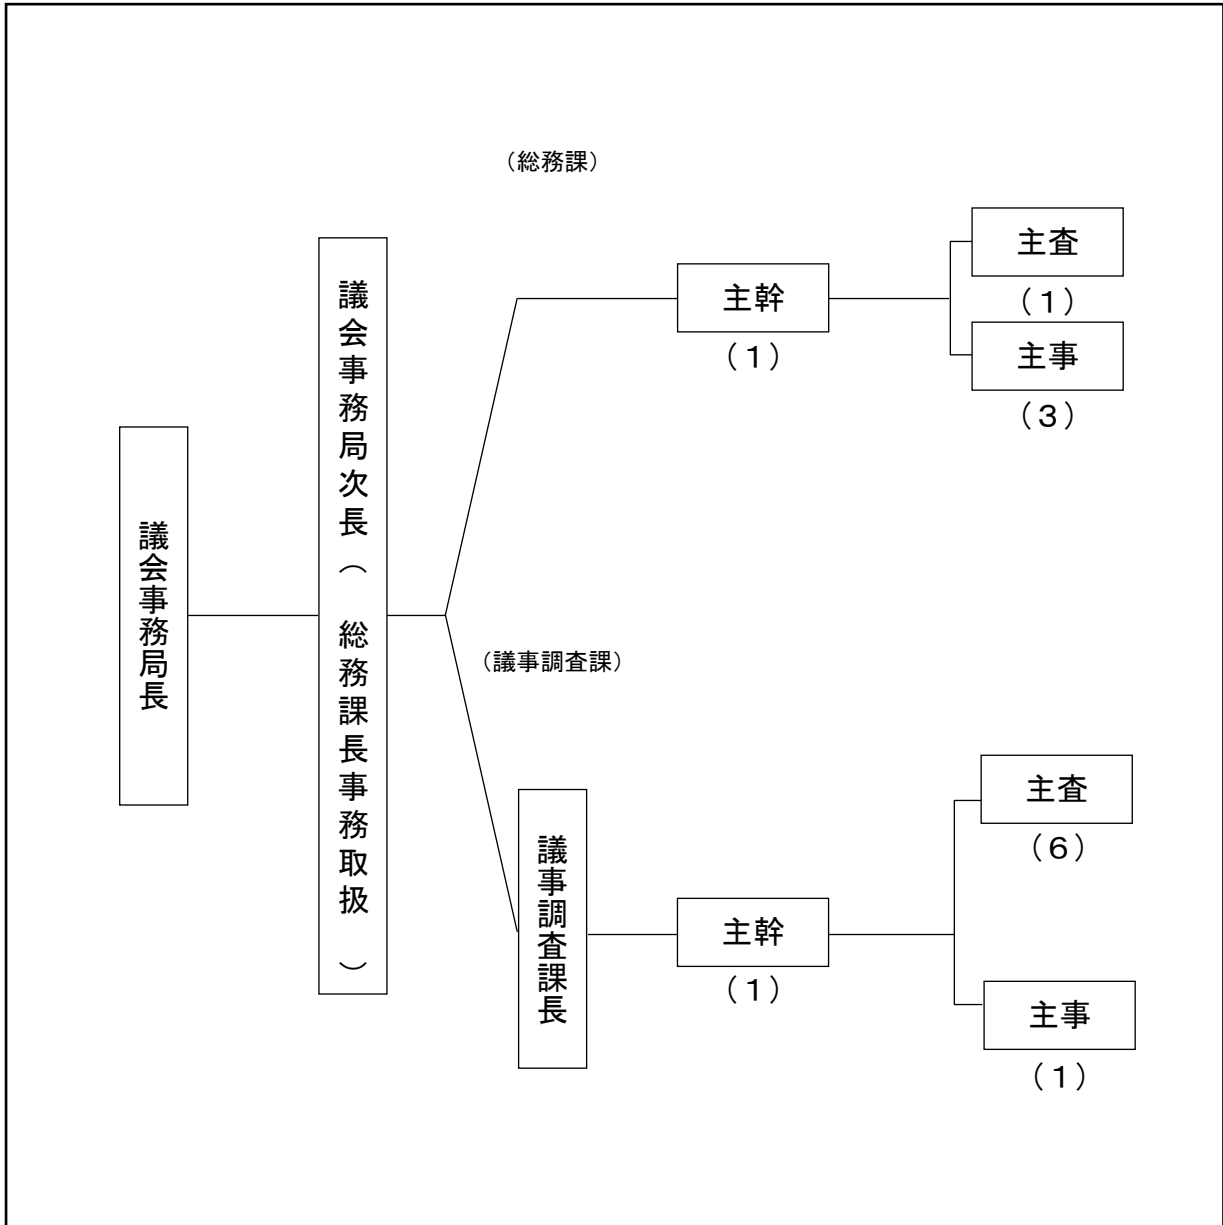 議会事務局長
議会事務局次長（総務課長事務取扱）
（総務課）
主幹
（1）
主査
（1）
主事
（3）
（議事調査課）
議事調査課長
主幹
（1）
主査
（6）
主事
（1）